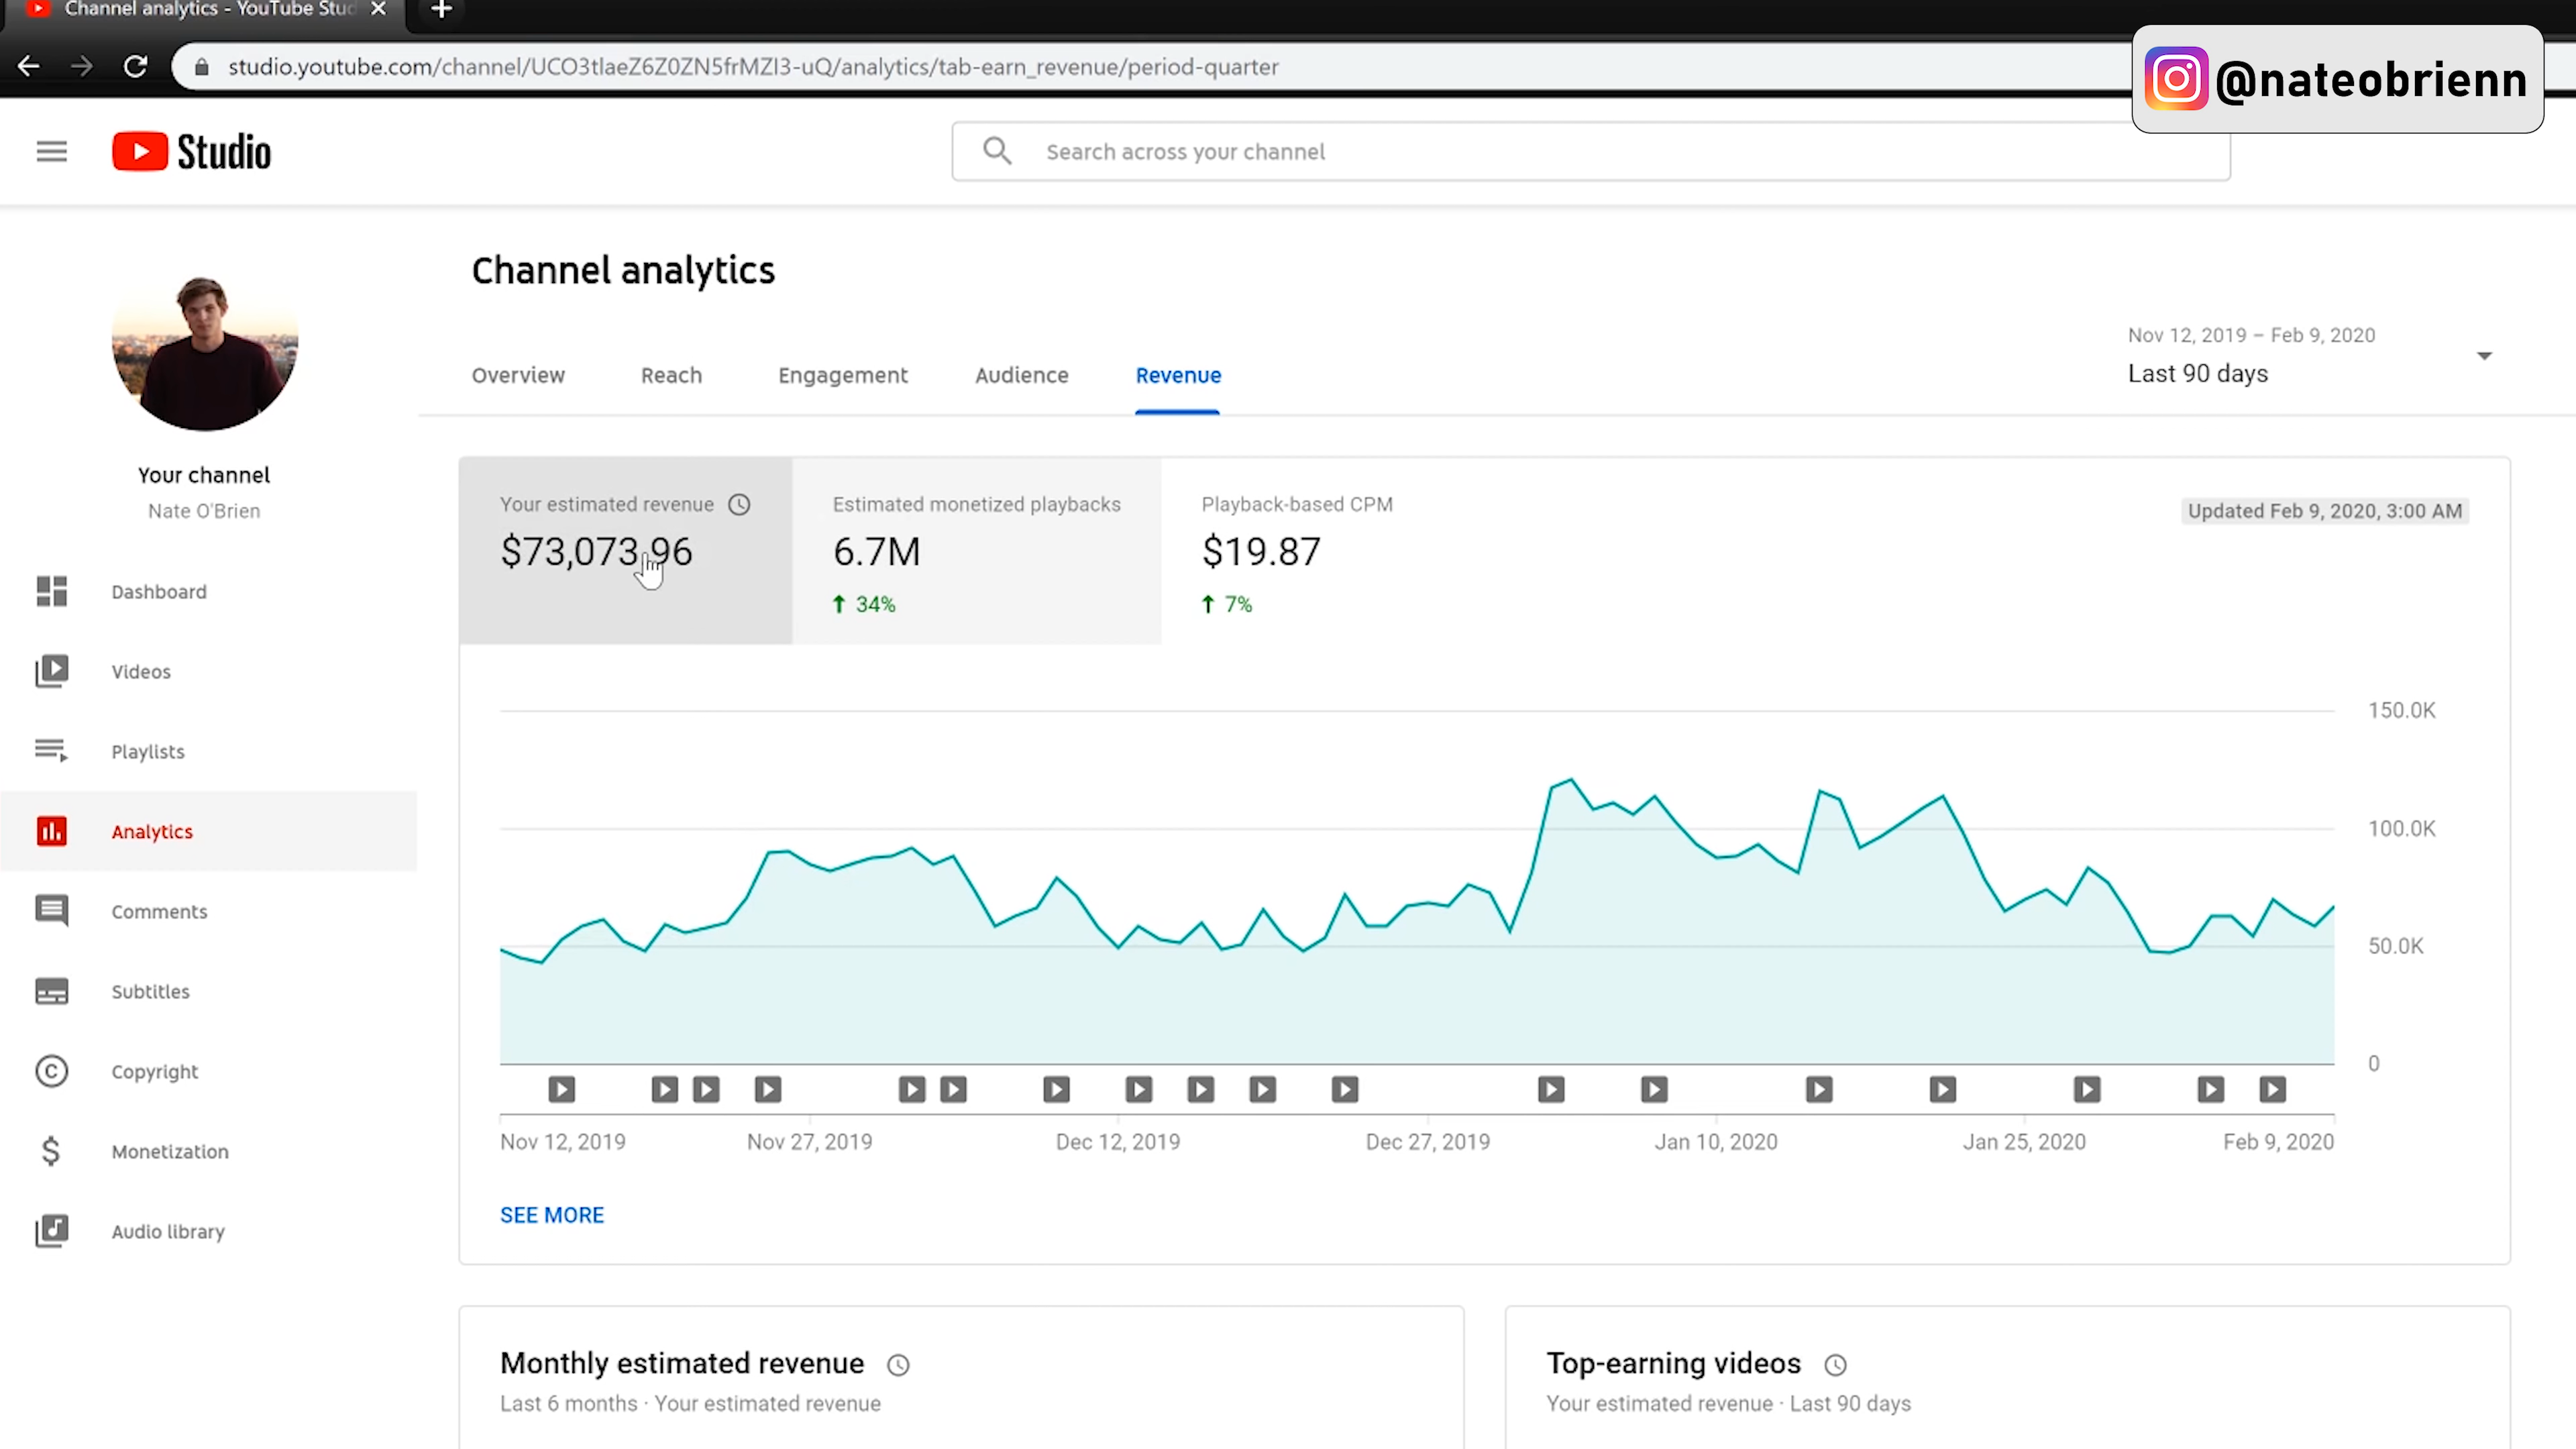 Channel analytics - YouTube Stud
studio.youtube.com/channel/UCO3tlaeZ6Z0ZN5frMZI3-uQ/analytics/tab-earn_revenue/period-quarter
@nateobrienn
Studio
Search across your channel
Channel analytics
Nov 12, 2019 – Feb 9, 2020
Last 90 days
Overview Reach Engagement Audience Revenue
Your channel
Nate O'Brien
Dashboard
Videos
Playlists
Analytics
Comments
Subtitles
Copyright
Monetization
Audio library
Your estimated revenue
$73,073.96
Estimated monetized playbacks
6.7M
34%
Playback-based CPM
$19.87
7%
Updated Feb 9, 2020, 3:00 AM
150.0K
100.0K
50.0K
0
Nov 12, 2019 Nov 27, 2019 Dec 12, 2019 Dec 27, 2019 Jan 10, 2020 Jan 25, 2020 Feb 9, 2020
SEE MORE
Monthly estimated revenue
Last 6 months · Your estimated revenue
Top-earning videos
Your estimated revenue · Last 90 days